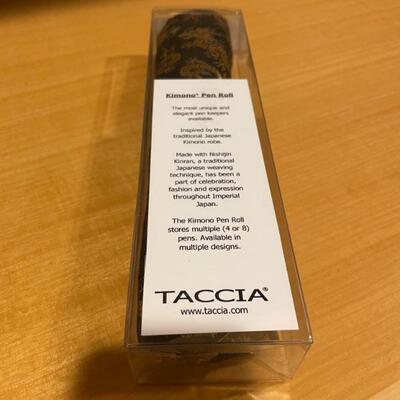 Kimono® Pen Roll
The most unique and
elegant pen keepers
available.
Inspired by the
traditional Japanese
Kimono robe.
Made with Nishijin
Kinran, a traditional
Japanese weaving
technique, has been a
part of celebration,
fashion and expression
throughout Imperial
Japan.
The Kimono Pen Roll
stores multiple (4 or 8)
pens. Available in
multiple designs.
TACCIA®
www.taccia.com